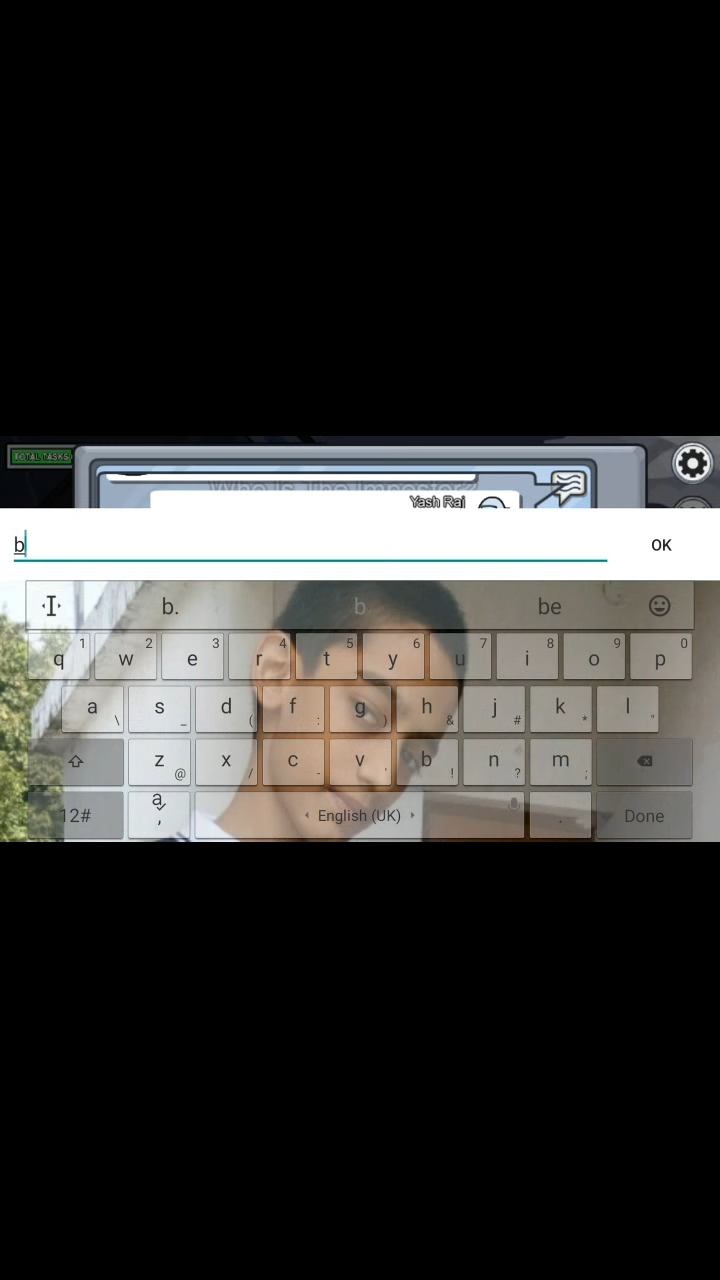 TOTAL TASKS
Who Is The Impostor?
Yash Raj
b
OK
b. b be
1 2 3 4 5 6 7 8 9 0
q w e r t y u i o p
a s d f g h j k l
\ _ ( : ) & # * "
z x c v b n m
@ / - ' ! ? ;
12# a , English (UK) . Done